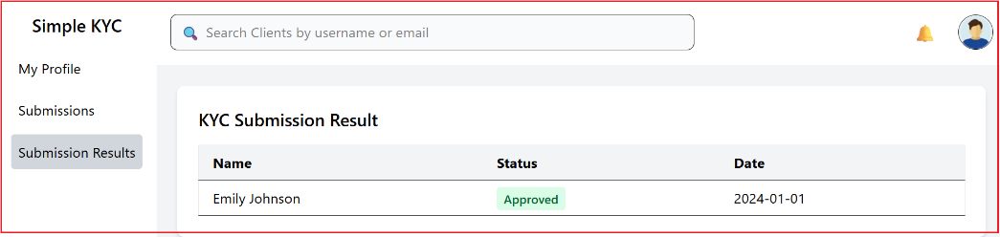 Simple KYC
Search Clients by username or email
My Profile
Submissions
Submission Results
KYC Submission Result
Name Status Date
Emily Johnson Approved 2024-01-01